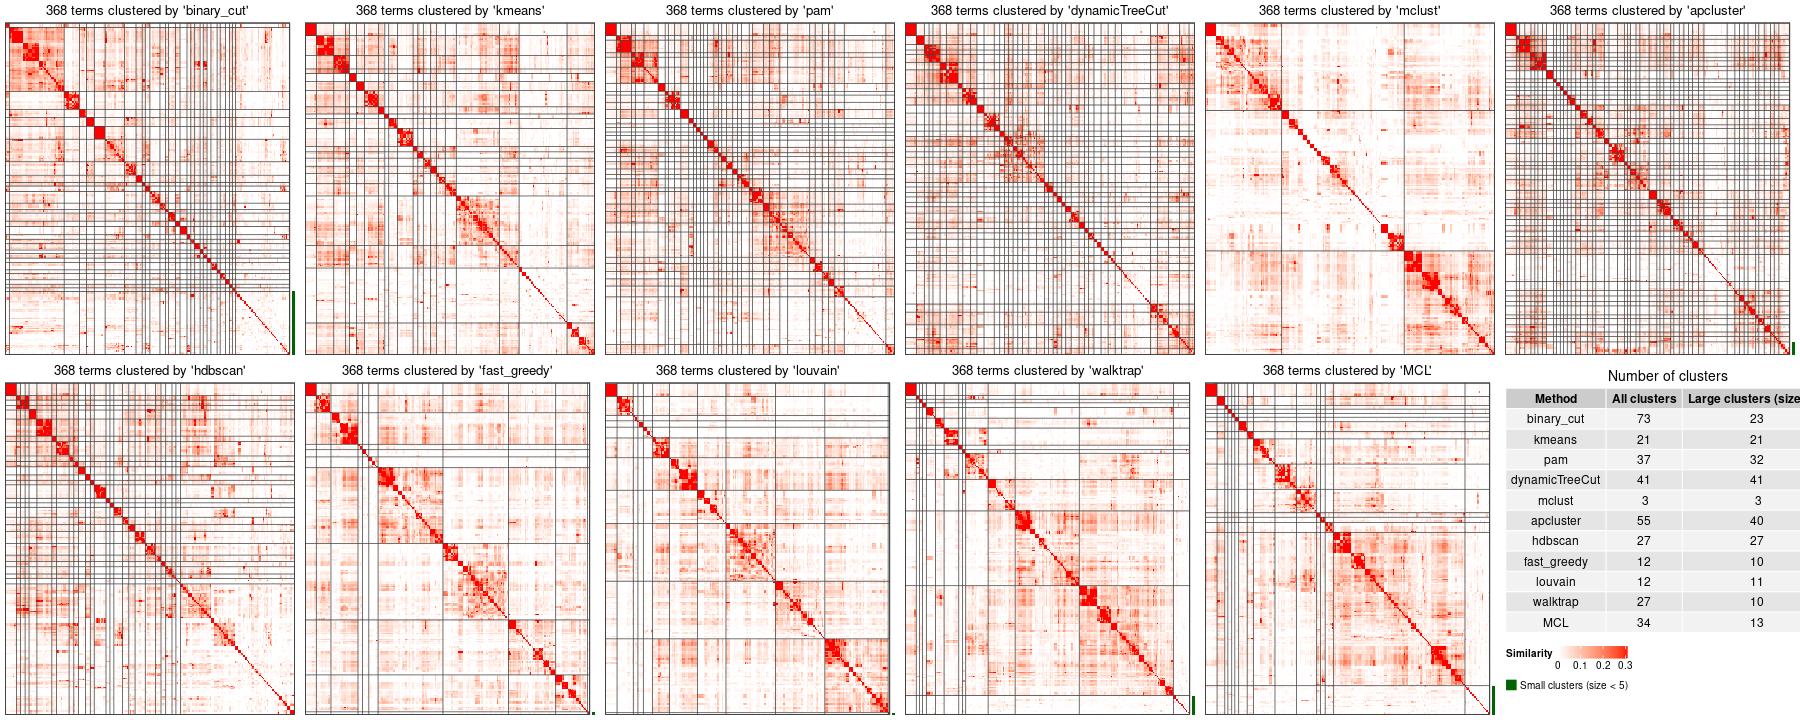 368 terms clustered by 'binary_cut'
368 terms clustered by 'kmeans'
368 terms clustered by 'pam'
368 terms clustered by 'dynamicTreeCut'
368 terms clustered by 'mclust'
368 terms clustered by 'apcluster'
368 terms clustered by 'hdbscan'
368 terms clustered by 'fast_greedy'
368 terms clustered by 'louvain'
368 terms clustered by 'walktrap'
368 terms clustered by 'MCL'
Number of clusters
Method All clusters Large clusters (size
binary_cut 73 23
kmeans 21 21
pam 37 32
dynamicTreeCut 41 41
mclust 3 3
apcluster 55 40
hdbscan 27 27
fast_greedy 12 10
louvain 12 11
walktrap 27 10
MCL 34 13
Similarity
0 0.1 0.2 0.3
Small clusters (size < 5)